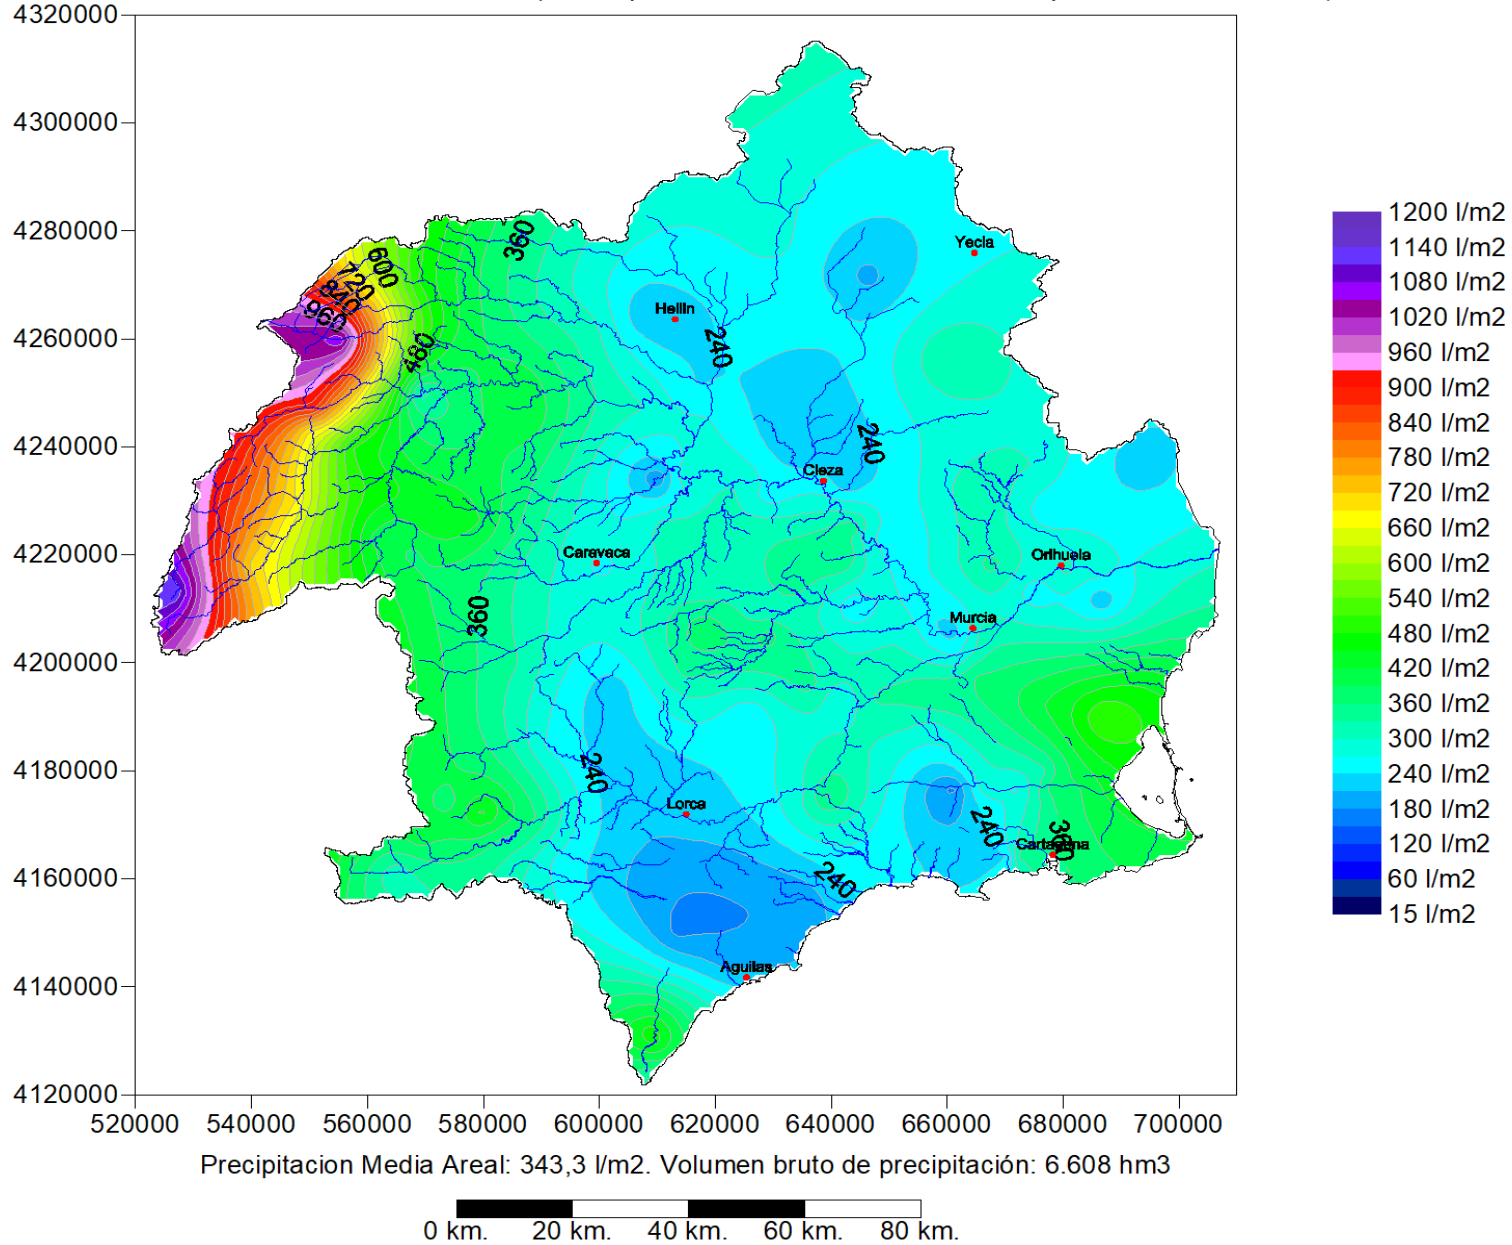 4320000
4300000
4280000
4260000
4240000
4220000
4200000
4180000
4160000
4140000
4120000
520000 540000 560000 580000 600000 620000 640000 660000 680000 700000
360
600
720
840
960
480
Yecla
Hellin
240
240
Cieza
Caravaca
Orihuela
360
Murcia
240
Lorca
240
360
Cartagena
240
Aguilas
1200 l/m2
1140 l/m2
1080 l/m2
1020 l/m2
960 l/m2
900 l/m2
840 l/m2
780 l/m2
720 l/m2
660 l/m2
600 l/m2
540 l/m2
480 l/m2
420 l/m2
360 l/m2
300 l/m2
240 l/m2
180 l/m2
120 l/m2
60 l/m2
15 l/m2
Precipitacion Media Areal: 343,3 l/m2. Volumen bruto de precipitación: 6.608 hm3
0 km. 20 km. 40 km. 60 km. 80 km.